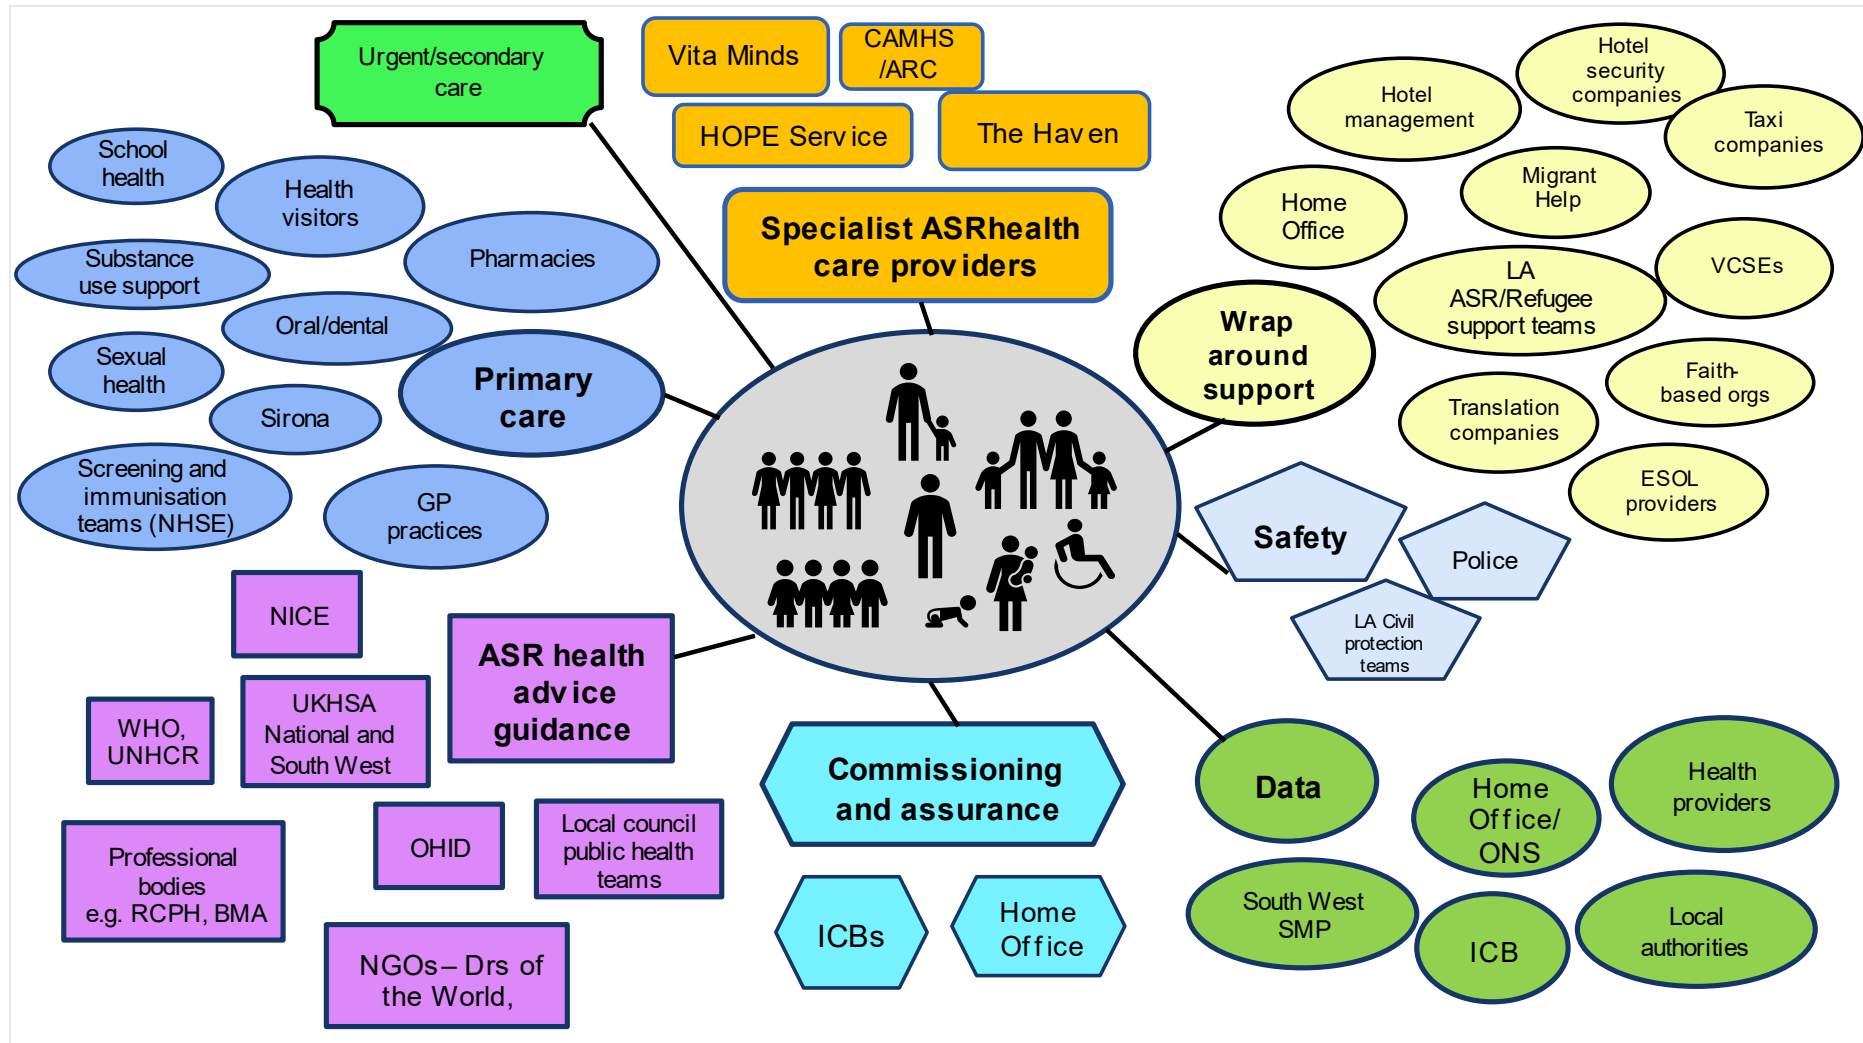 Urgent/secondary
care
Vita Minds
CAMHS
/ARC
HOPE Service
The Haven
Specialist ASRhealth
care providers
School
health
Health
visitors
Pharmacies
Substance
use support
Oral/dental
Sexual
health
Sirona
Primary
care
Screening and
immunisation
teams (NHSE)
GP
practices
Hotel
security
companies
Hotel
management
Taxi
companies
Migrant
Help
Home
Office
LA
ASR/Refugee
support teams
VCSEs
Wrap
around
support
Faith-
based orgs
Translation
companies
ESOL
providers
Safety
Police
LA Civil
protection
teams
NICE
ASR health
advice
guidance
WHO,
UNHCR
UKHSA
National and
South West
Professional
bodies
e.g. RCPH, BMA
OHID
Local council
public health
teams
NGOs– Drs of
the World,
Commissioning
and assurance
ICBs
Home
Office
Data
Home
Office/
ONS
Health
providers
South West
SMP
ICB
Local
authorities